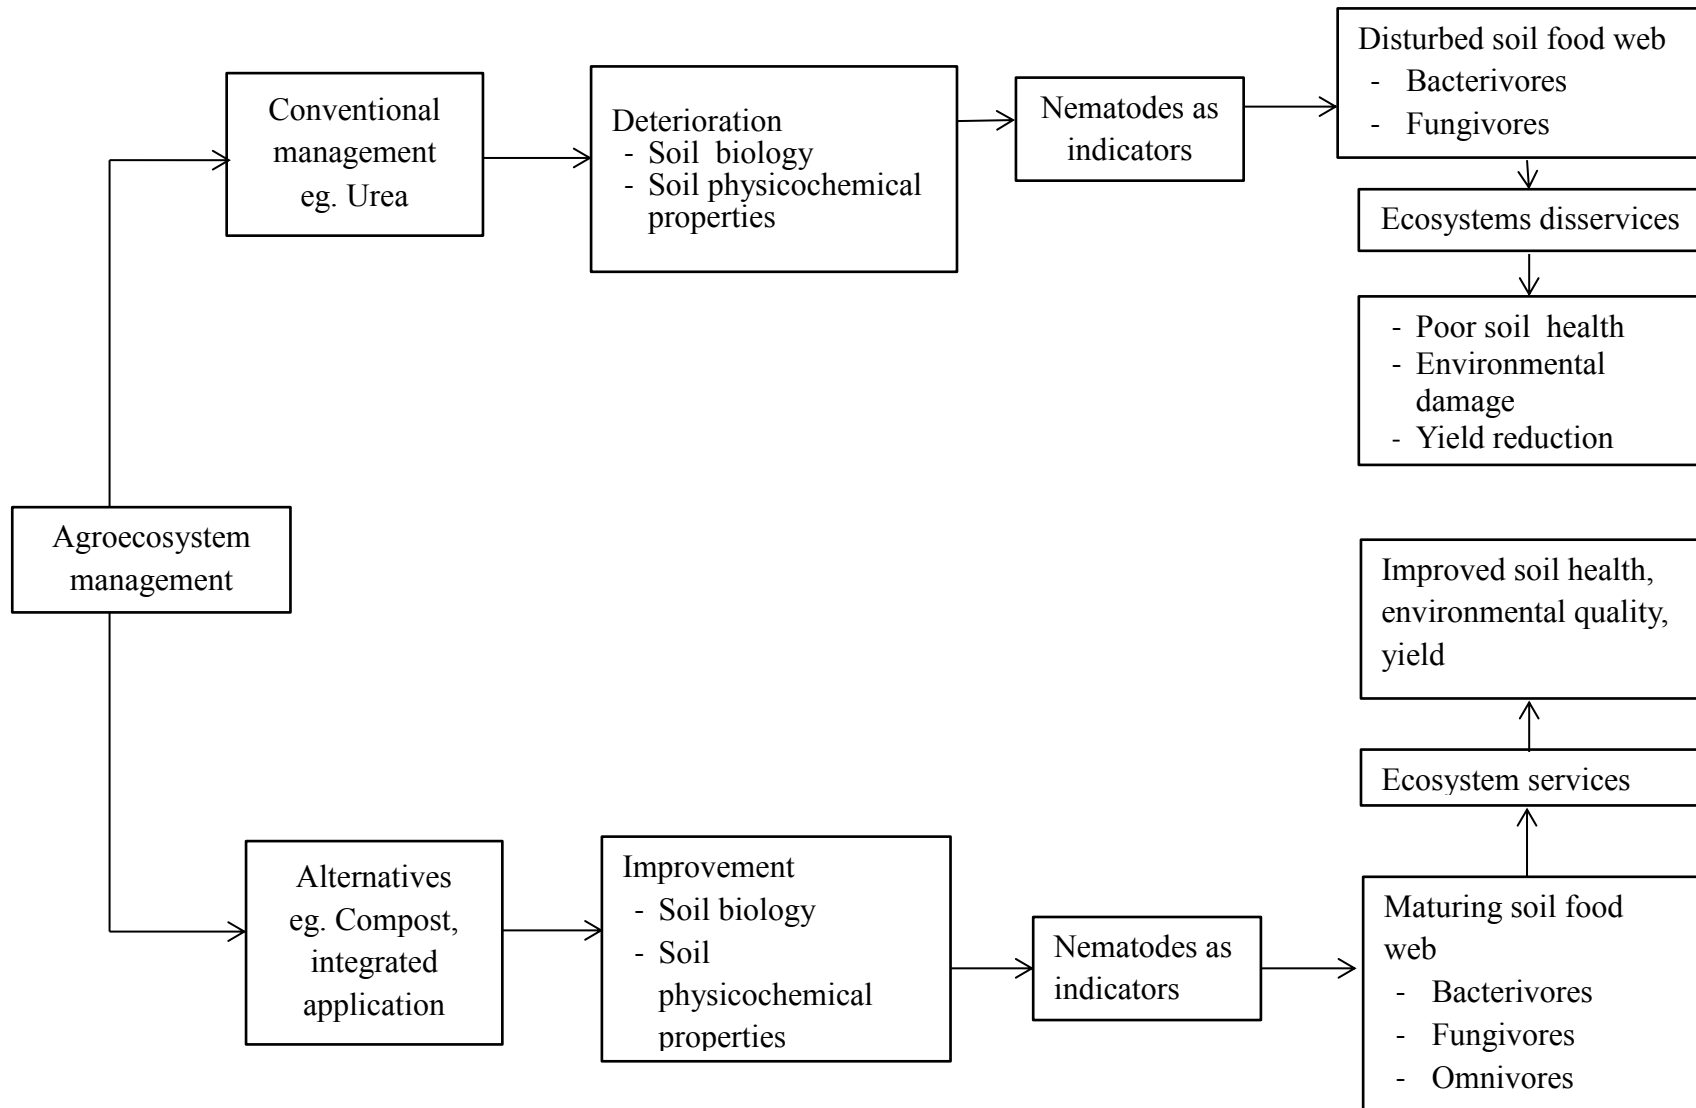 Conventional
management
eg. Urea
Deterioration
- Soil biology
- Soil physicochemical
properties
Nematodes as
indicators
Disturbed soil food web
- Bacterivores
- Fungivores
Ecosystems disservices
- Poor soil health
- Environmental
damage
- Yield reduction
Agroecosystem
management
Improved soil health,
environmental quality,
yield
Ecosystem services
Alternatives
eg. Compost,
integrated
application
Improvement
- Soil biology
- Soil
physicochemical
properties
Nematodes as
indicators
Maturing soil food
web
- Bacterivores
- Fungivores
- Omnivores